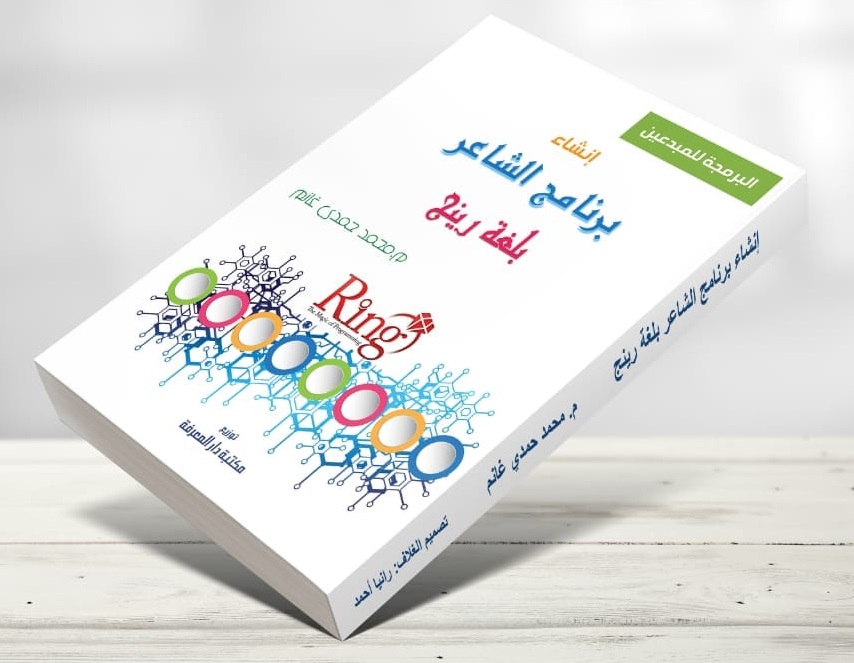 البرمجة للمبدعين
إنشاء
برنامج الشاعر
بلغة رينج
م.محمد حمدي غانم
Ring
The Magic of Programming
توزيع
مكتبة دار المعرفة
إنشاء برنامج الشاعر بلغة رينج
م. محمد حمدي غانم
تصميم الغلاف: رانيا أحمد